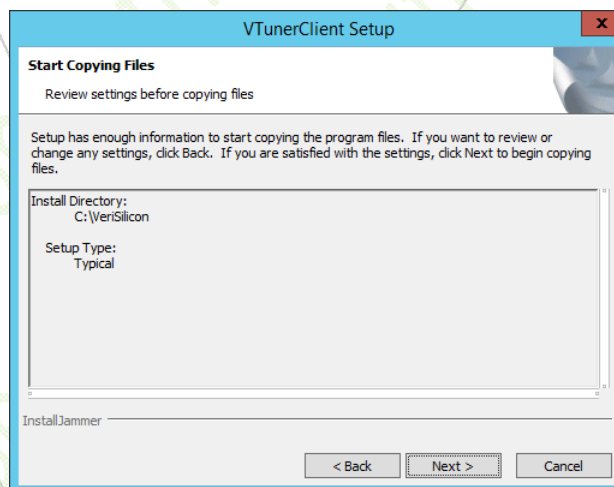 VTunerClient Setup
x
Start Copying Files
Review settings before copying files
Setup has enough information to start copying the program files. If you want to review or
change any settings, click Back. If you are satisfied with the settings, click Next to begin copying
files.
Install Directory:
C:\VeriSilicon
Setup Type:
Typical
InstallJammer
< Back Next > Cancel